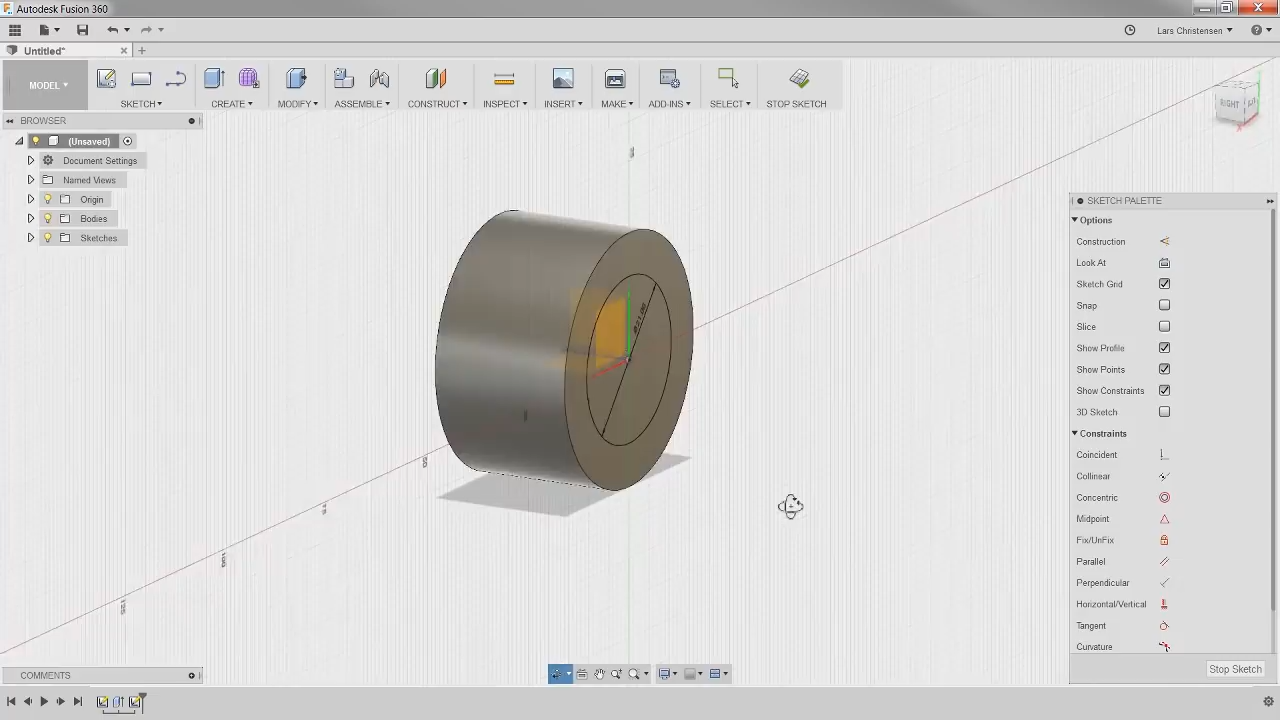 Autodesk Fusion 360
Lars Christensen
Untitled*
MODEL
SKETCH
CREATE
MODIFY
ASSEMBLE
CONSTRUCT
INSPECT
INSERT
MAKE
ADD-INS
SELECT
STOP SKETCH
BROWSER
(Unsaved)
Document Settings
Named Views
Origin
Bodies
Sketches
RIGHT
SKETCH PALETTE
Options
Construction
Look At
Sketch Grid
Snap
Slice
Show Profile
Show Points
Show Constraints
3D Sketch
Constraints
Coincident
Collinear
Concentric
Midpoint
Fix/UnFix
Parallel
Perpendicular
Horizontal/Vertical
Tangent
Curvature
Stop Sketch
100
125
COMMENTS